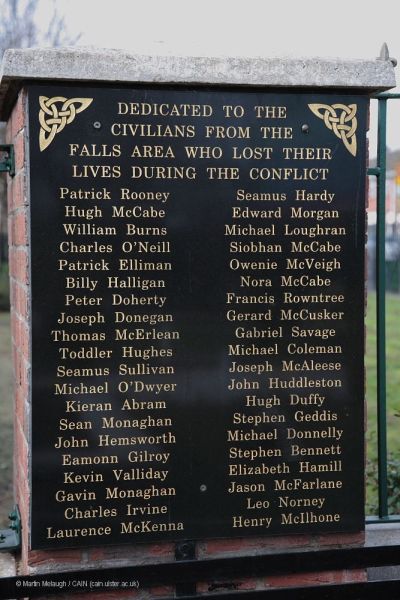 DEDICATED TO THE
CIVILIANS FROM THE
FALLS AREA WHO LOST THEIR
LIVES DURING THE CONFLICT
Patrick Rooney
Hugh McCabe
William Burns
Charles O'Neill
Patrick Elliman
Billy Halligan
Peter Doherty
Joseph Donegan
Thomas McErlean
Toddler Hughes
Seamus Sullivan
Michael O'Dwyer
Kieran Abram
Sean Monaghan
John Hemsworth
Eamonn Gilroy
Kevin Valliday
Gavin Monaghan
Charles Irvine
Laurence McKenna
Seamus Hardy
Edward Morgan
Michael Loughran
Siobhan McCabe
Owenie McVeigh
Nora McCabe
Francis Rowntree
Gerard McCusker
Gabriel Savage
Michael Coleman
Joseph McAleese
John Huddleston
Hugh Duffy
Stephen Geddis
Michael Donnelly
Stephen Bennett
Elizabeth Hamill
Jason McFarlane
Leo Norney
Henry McIlhone
© Martin Melaugh / CAIN (cain.ulster.ac.uk)